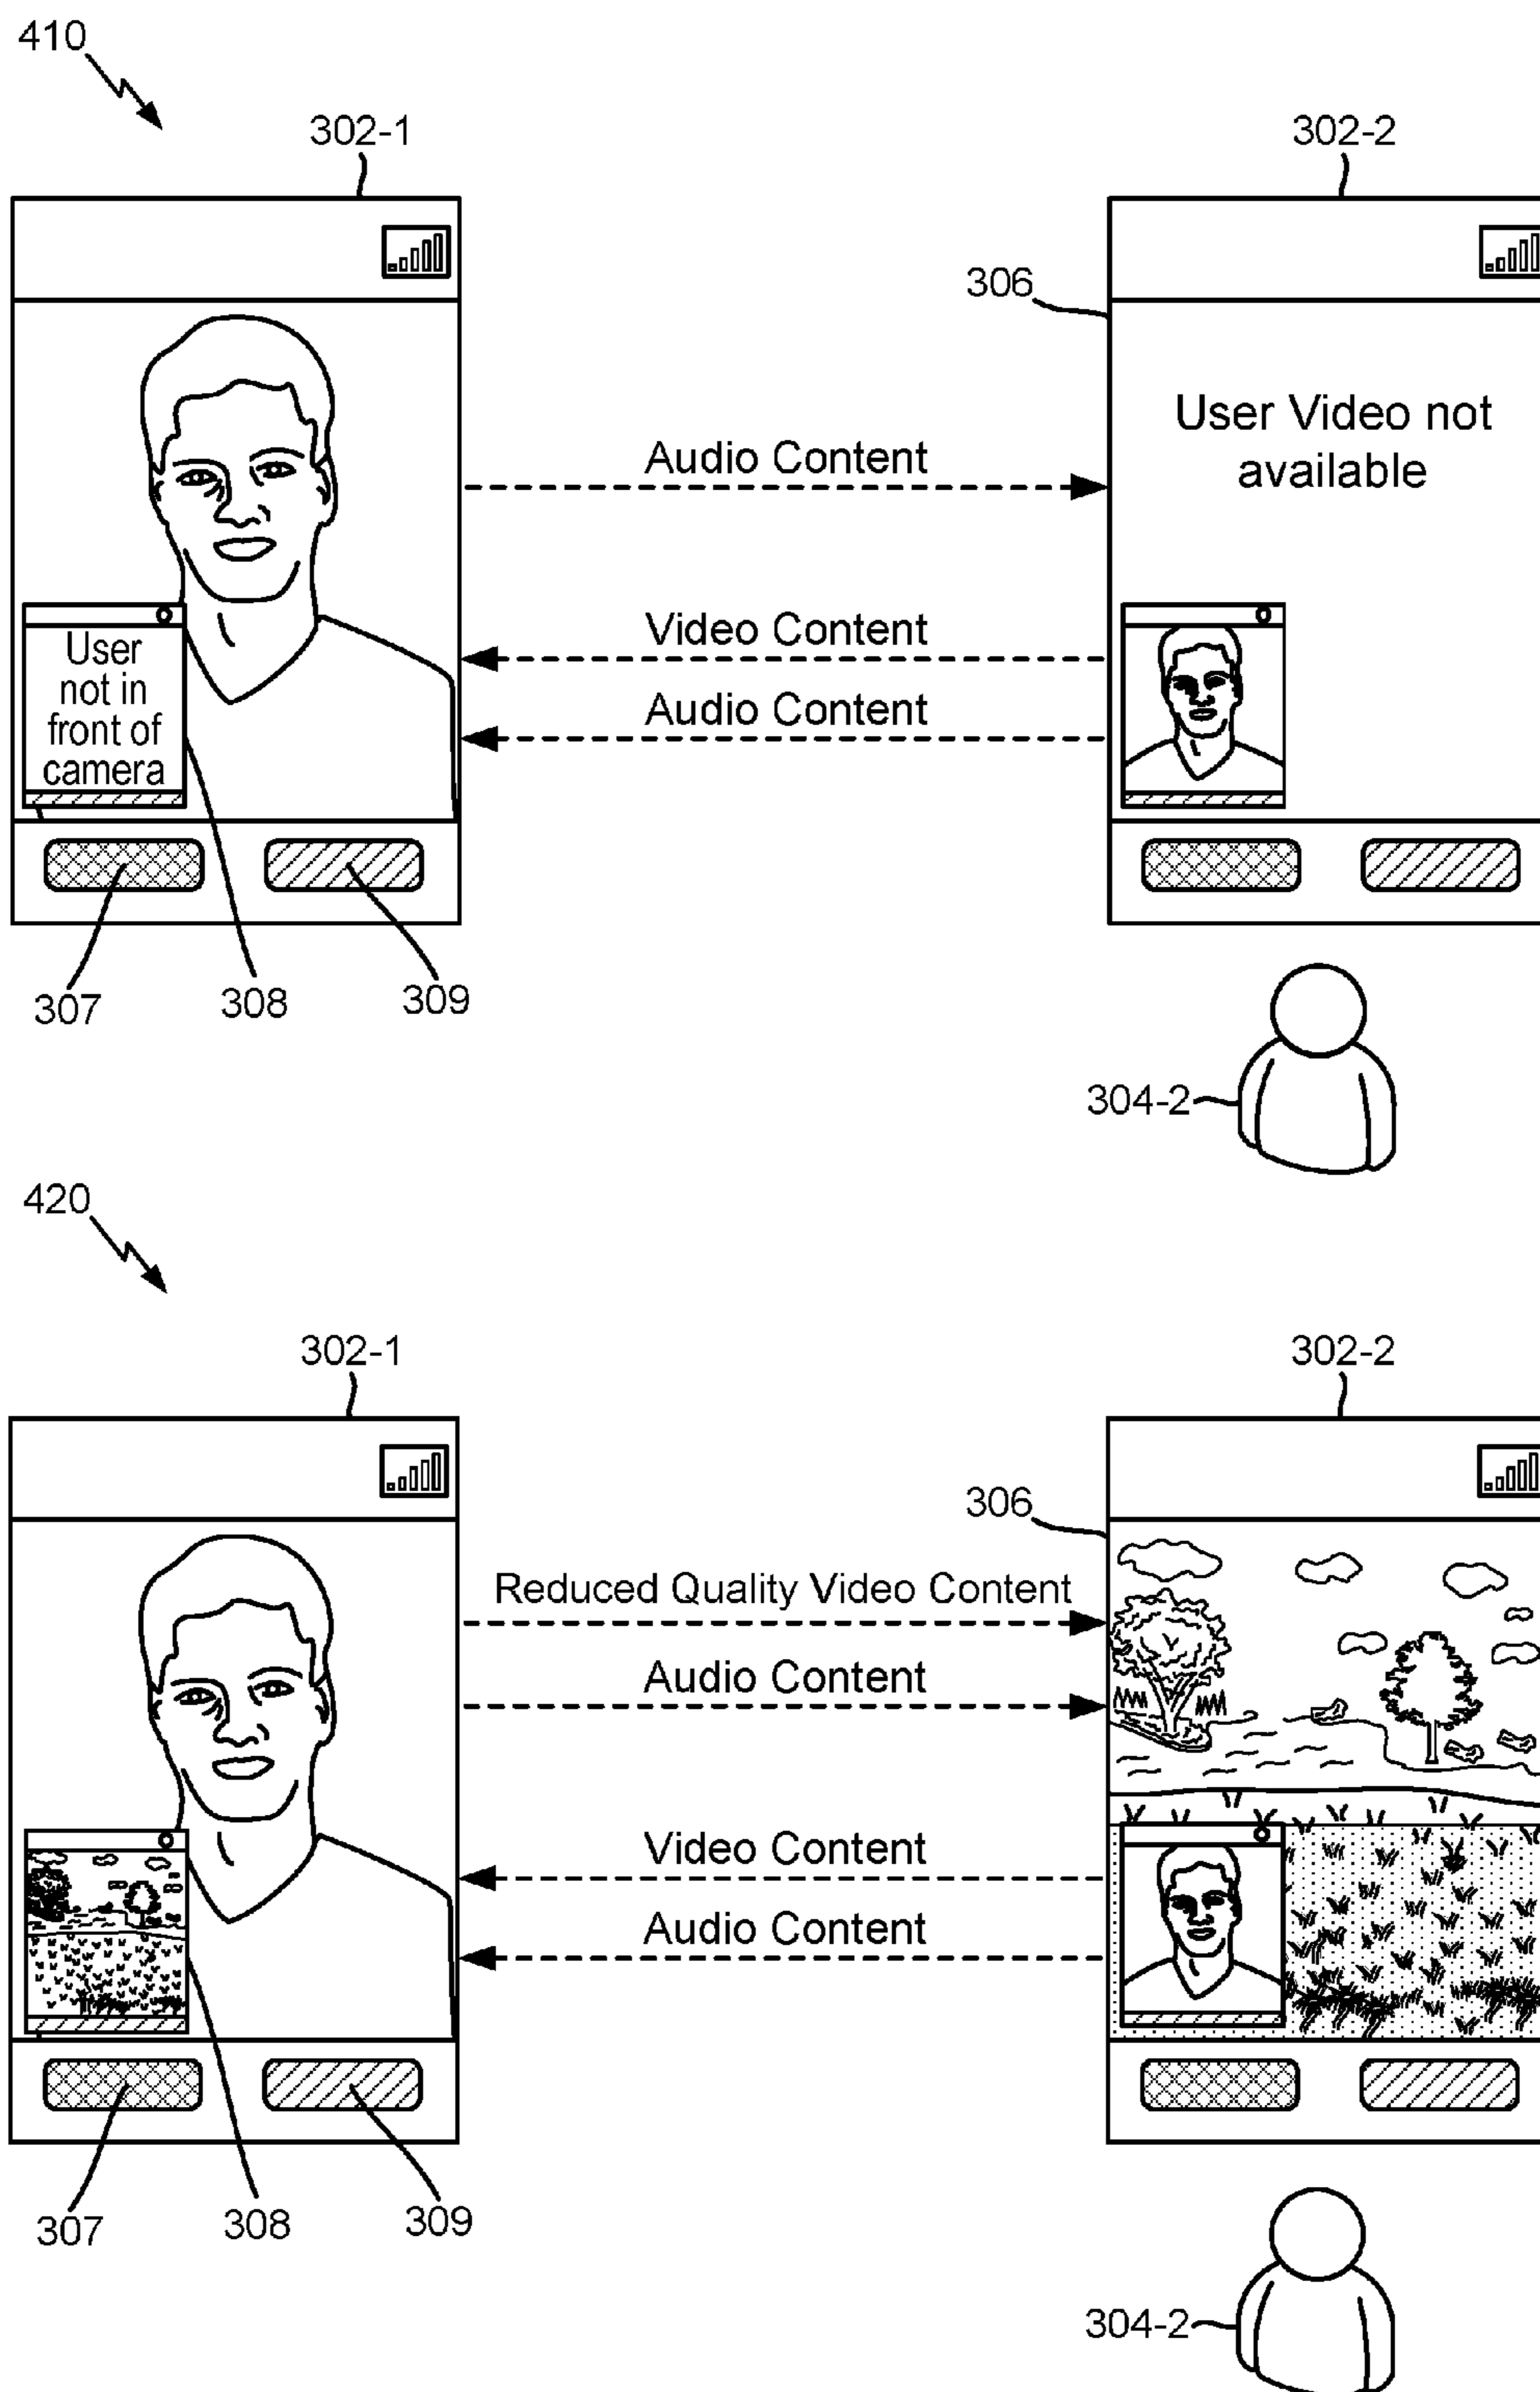 410
302-1
302-2
306
User Video not
available
Audio Content
Video Content
Audio Content
User
not in
front of
camera
307
308
309
304-2
420
302-1
302-2
306
Reduced Quality Video Content
Audio Content
Video Content
Audio Content
307
308
309
304-2